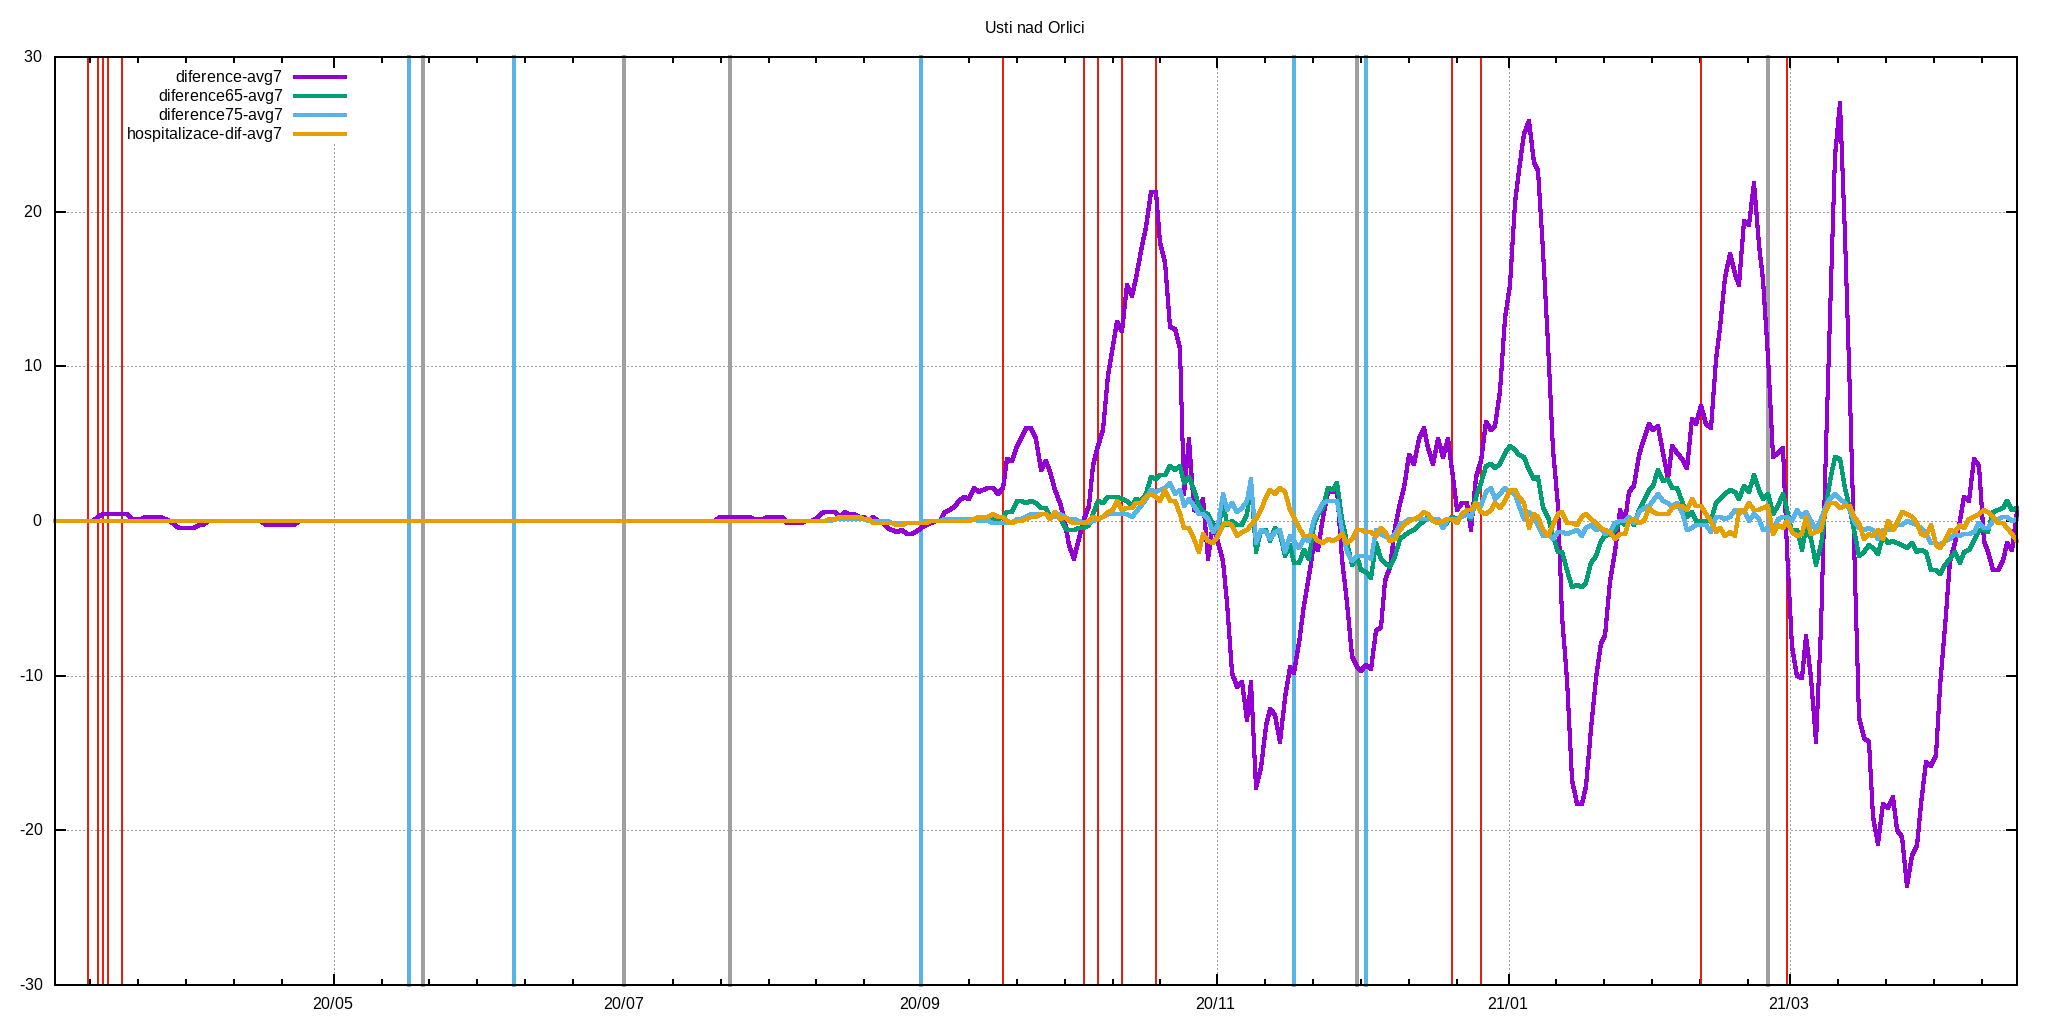 Usti nad Orlici
30
20
10
0
-10
-20
-30
diference-avg7
diference65-avg7
diference75-avg7
hospitalizace-dif-avg7
20/05 20/07 20/09 20/11 21/01 21/03